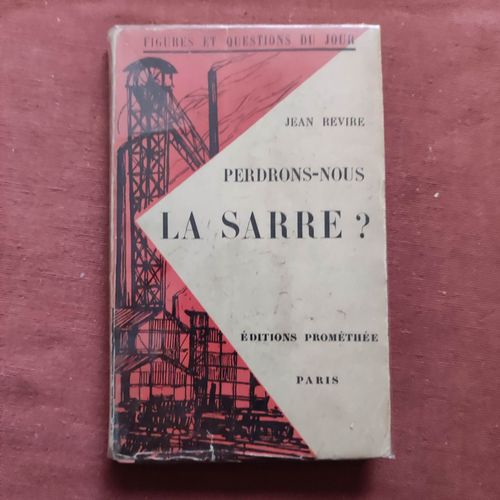 FIGURES ET QUESTIONS DU JOUR
JEAN REVIRE
PERDRONS-NOUS
LA SARRE ?
ÉDITIONS PROMÉTHÉE
PARIS